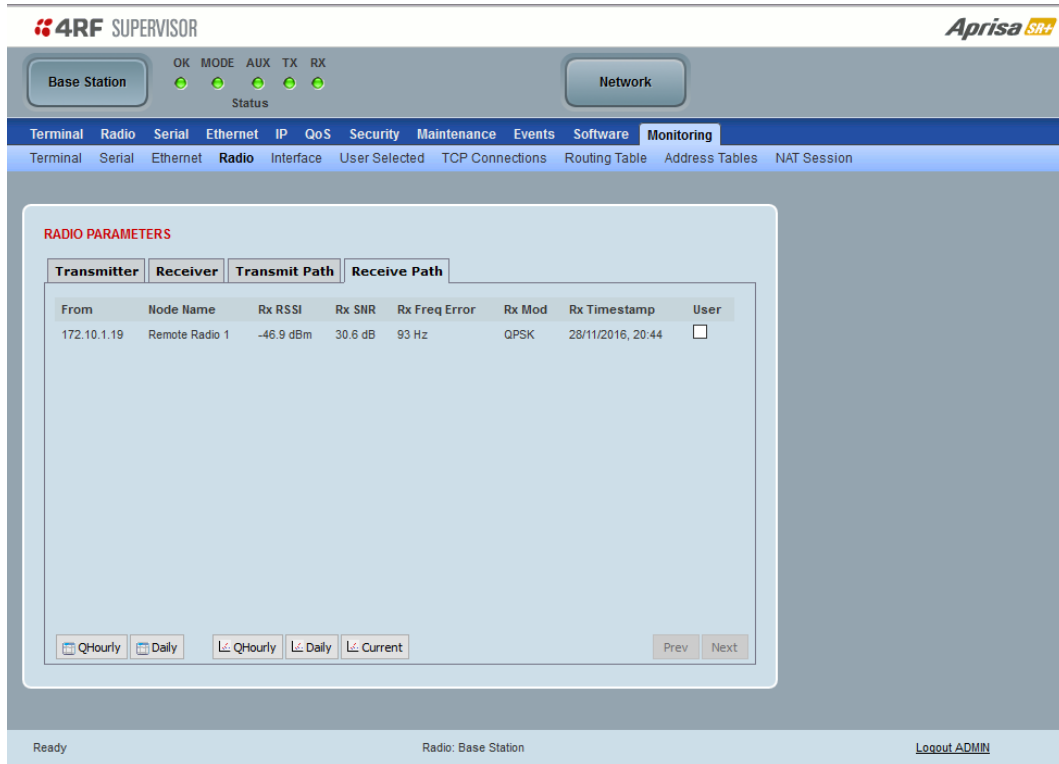 4RF SUPERVISOR
Aprisa SR+
Base Station
OK MODE AUX TX RX
Status
Network
Terminal Radio Serial Ethernet IP QoS Security Maintenance Events Software Monitoring
Terminal Serial Ethernet Radio Interface User Selected TCP Connections Routing Table Address Tables NAT Session
RADIO PARAMETERS
Transmitter Receiver Transmit Path Receive Path
From Node Name Rx RSSI Rx SNR Rx Freq Error Rx Mod Rx Timestamp User
172.10.1.19 Remote Radio 1 -46.9 dBm 30.6 dB 93 Hz QPSK 28/11/2016, 20:44
QHourly Daily QHourly Daily Current Prev Next
Ready Radio: Base Station Logout ADMIN